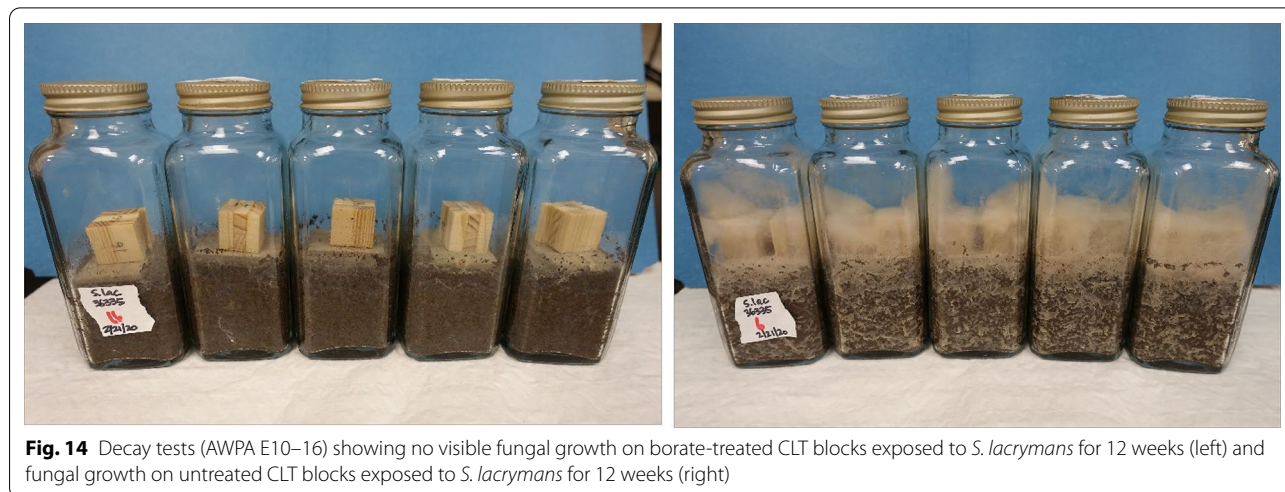 S. lac
36335
16
2/21/20
S. lac
36335
6
2/21/20
Fig. 14 Decay tests (AWPA E10–16) showing no visible fungal growth on borate-treated CLT blocks exposed to S. lacrymans for 12 weeks (left) and
fungal growth on untreated CLT blocks exposed to S. lacrymans for 12 weeks (right)